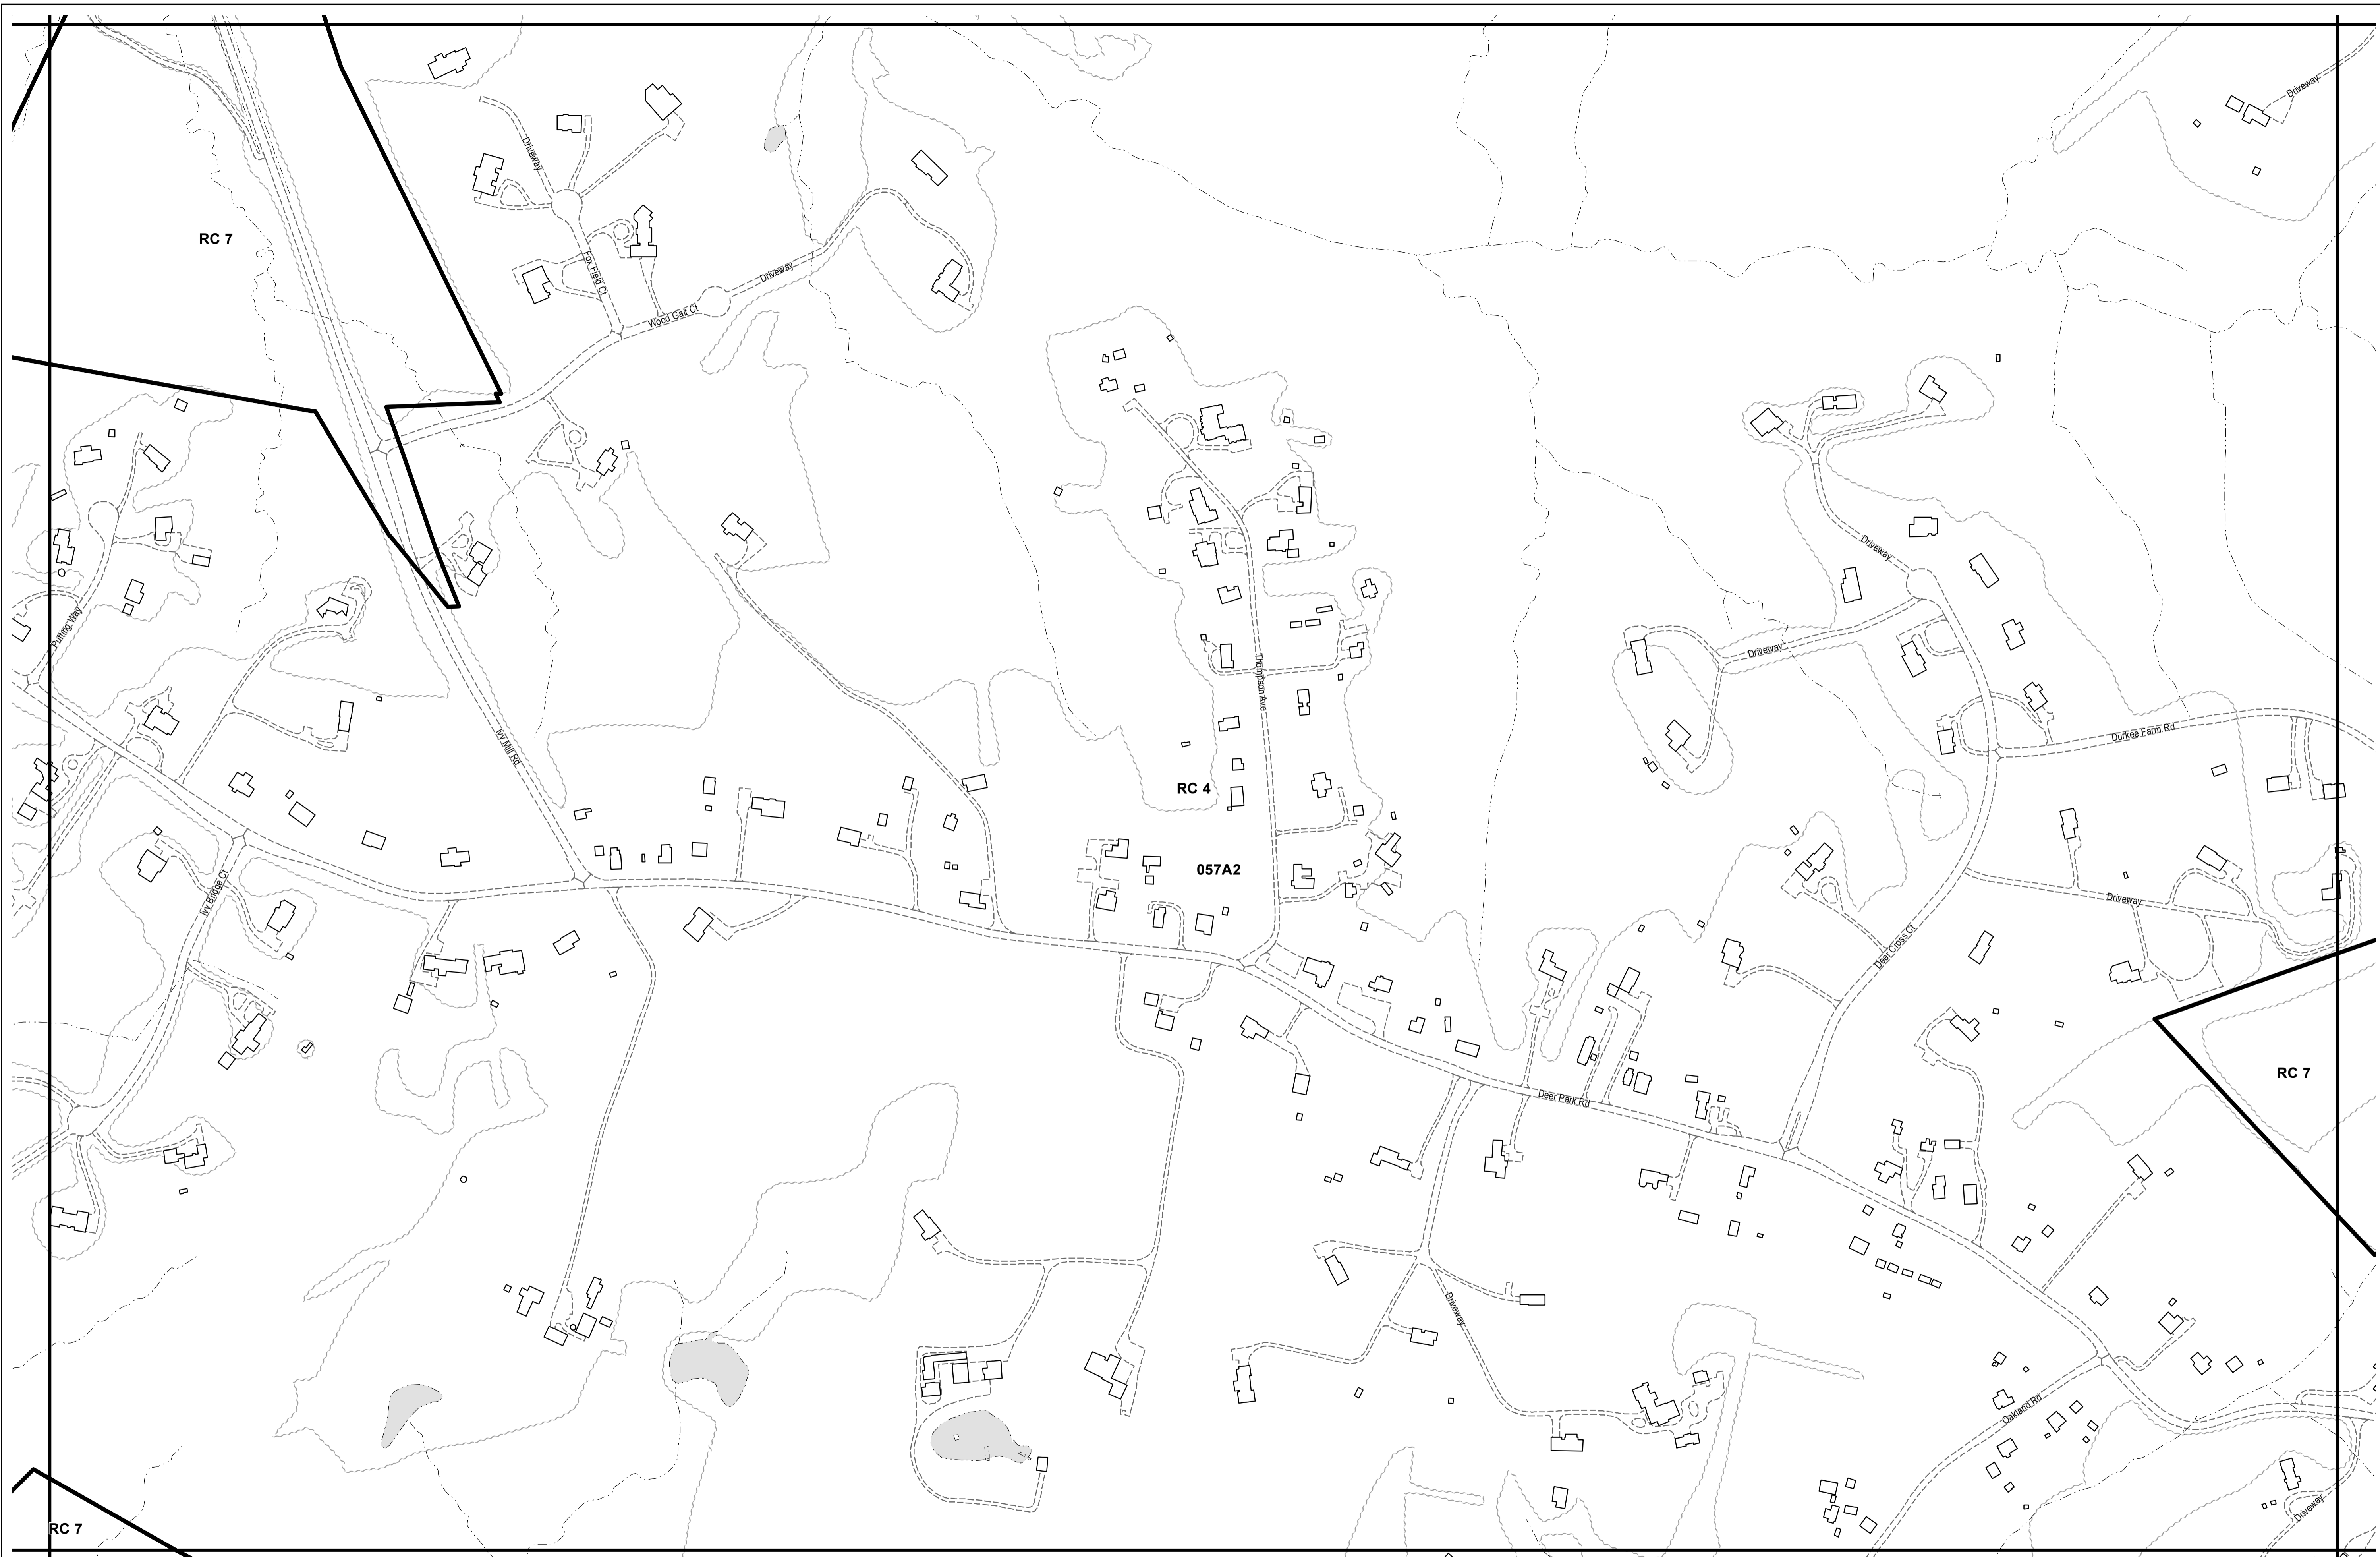 Driveway
Driveway
RC 7
Fox Field Ct
Driveway
Wood Gait Ct
Driveway
Putting Way
Thompson Ave
Driveway
Ivy Mill Rd
Durkee Farm Rd
RC 4
057A2
Ivy Bridge Ct
Driveway
Deer Cross Ct
RC 7
Deer Park Rd
Driveway
Oakland Rd
Driveway
RC 7